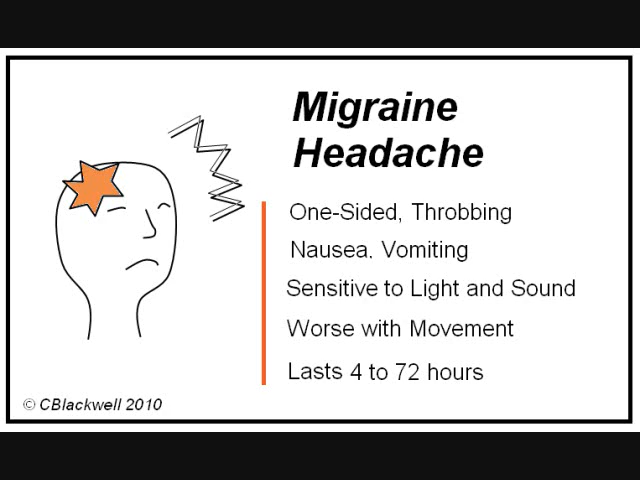 Migraine
Headache
One-Sided, Throbbing
Nausea. Vomiting
Sensitive to Light and Sound
Worse with Movement
Lasts 4 to 72 hours
© CBlackwell 2010